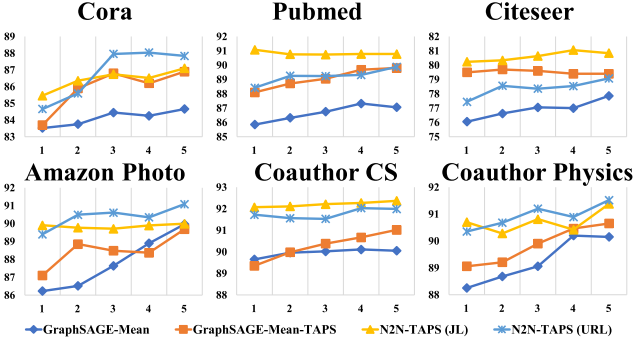 Cora Pubmed Citeseer
89 92 82
88 91 81
87 90 80
86 89 79
85 88 78
84 87 77
86 76
83 85 75
1 2 3 4 5 1 2 3 4 5 1 2 3 4 5
Amazon Photo Coauthor CS Coauthor Physics
92 93 92
91 92 91
90 91
89 90 90
88 89 89
87
86 88 88
1 2 3 4 5 1 2 3 4 5 1 2 3 4 5
GraphSAGE-Mean GraphSAGE-Mean-TAPS N2N-TAPS (JL) N2N-TAPS (URL)